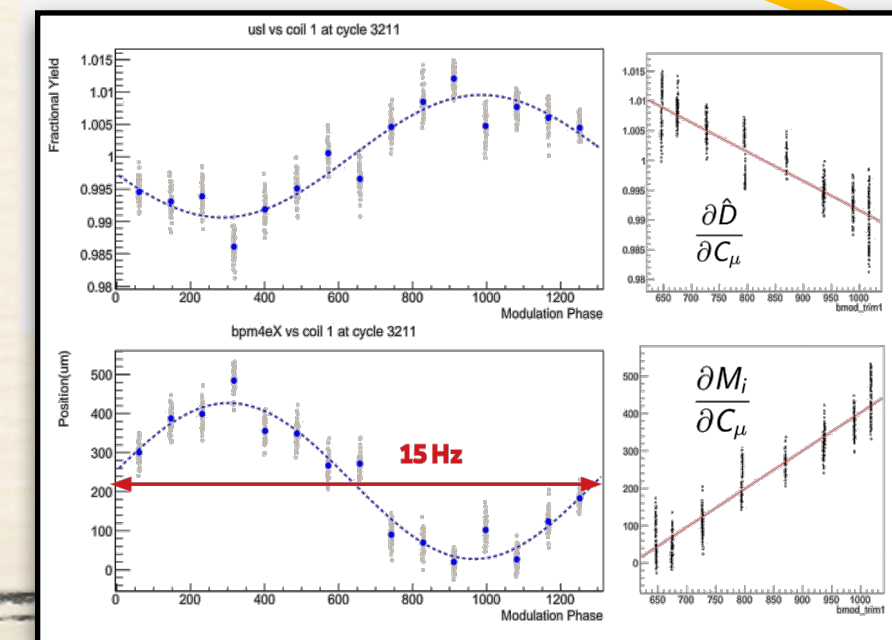 usl vs coil 1 at cycle 3211
Fractional Yield
1.015
1.01
1.005
1
0.995
0.99
0.985
0.98
0 200 400 600 800 1000 1200
Modulation Phase
1.015
1.01
1.005
1
0.995
0.99
0.985
0.98
∂D̂
∂Cμ
650 700 750 800 850 900 950 1000
bmod_trim1
bpm4eX vs coil 1 at cycle 3211
Position(um)
500
400
300
200
100
0
15 Hz
0 200 400 600 800 1000 1200
Modulation Phase
500
400
300
200
100
0
∂Mi
∂Cμ
650 700 750 800 850 900 950 1000
bmod_trim1